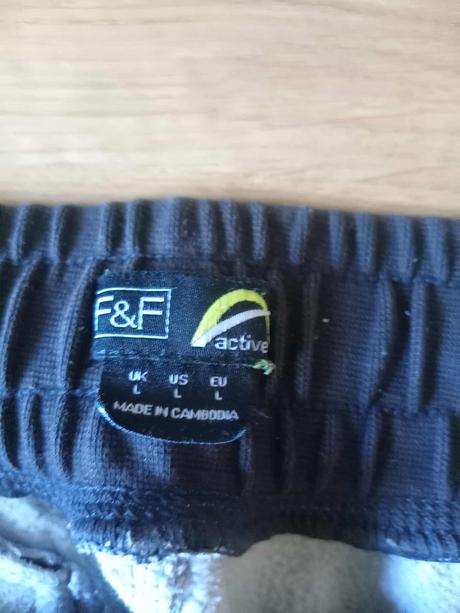 F&F
active
UK US EU
L L L
MADE IN CAMBODIA